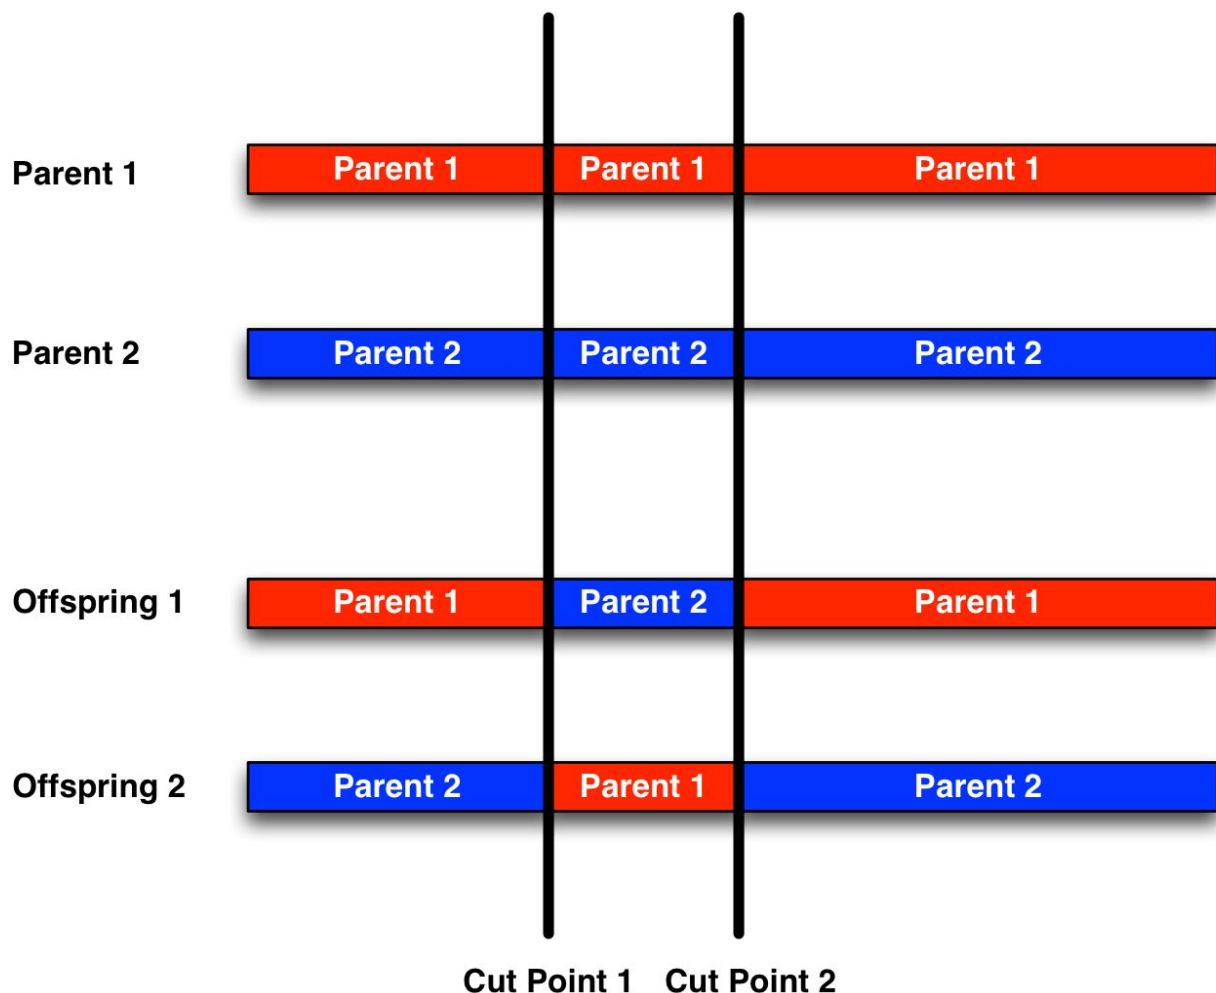 Parent 1 Parent 1 Parent 1 Parent 1
Parent 2 Parent 2 Parent 2 Parent 2
Offspring 1 Parent 1 Parent 2 Parent 1
Offspring 2 Parent 2 Parent 1 Parent 2
Cut Point 1 Cut Point 2